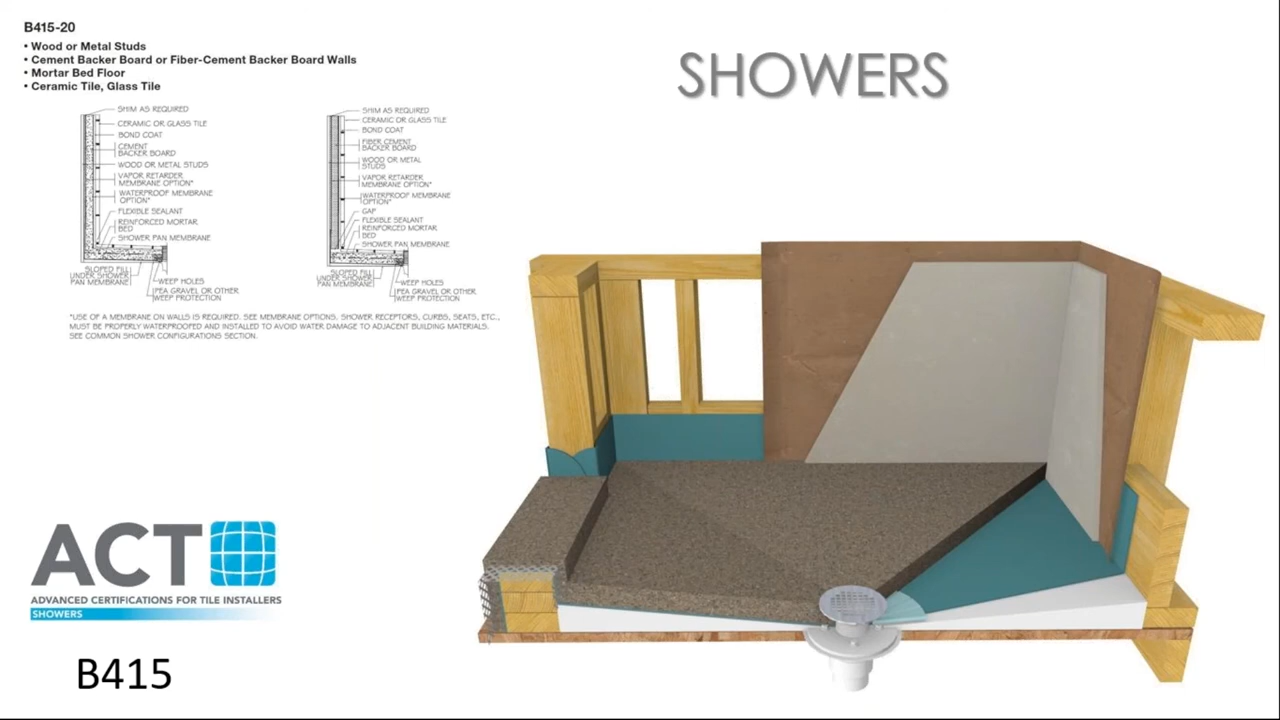 B415-20
• Wood or Metal Studs
• Cement Backer Board or Fiber-Cement Backer Board Walls
• Mortar Bed Floor
• Ceramic Tile, Glass Tile
SHOWERS
SHIM AS REQUIRED
CERAMIC OR GLASS TILE
BOND COAT
CEMENT
BACKER BOARD
WOOD OR METAL STUDS
VAPOR RETARDER
MEMBRANE OPTION*
WATERPROOF MEMBRANE
OPTION*
FLEXIBLE SEALANT
REINFORCED MORTAR
BED
SHOWER PAN MEMBRANE
SLOPED FILL
UNDER SHOWER
PAN MEMBRANE
WEEP HOLES
PEA GRAVEL OR OTHER
WEEP PROTECTION
SHIM AS REQUIRED
CERAMIC OR GLASS TILE
BOND COAT
FIBER CEMENT
BACKER BOARD
WOOD OR METAL
STUDS
VAPOR RETARDER
MEMBRANE OPTION*
WATERPROOF MEMBRANE
OPTION*
GAP
FLEXIBLE SEALANT
REINFORCED MORTAR
BED
SHOWER PAN MEMBRANE
SLOPED FILL
UNDER SHOWER
PAN MEMBRANE
WEEP HOLES
PEA GRAVEL OR OTHER
WEEP PROTECTION
*USE OF A MEMBRANE ON WALLS IS REQUIRED. SEE MEMBRANE OPTIONS. SHOWER RECEPTORS, CURBS, SEATS, ETC.,
MUST BE PROPERLY WATERPROOFED AND INSTALLED TO AVOID WATER DAMAGE TO ADJACENT BUILDING MATERIALS.
SEE COMMON SHOWER CONFIGURATIONS SECTION.
ACT
ADVANCED CERTIFICATIONS FOR TILE INSTALLERS
SHOWERS
B415